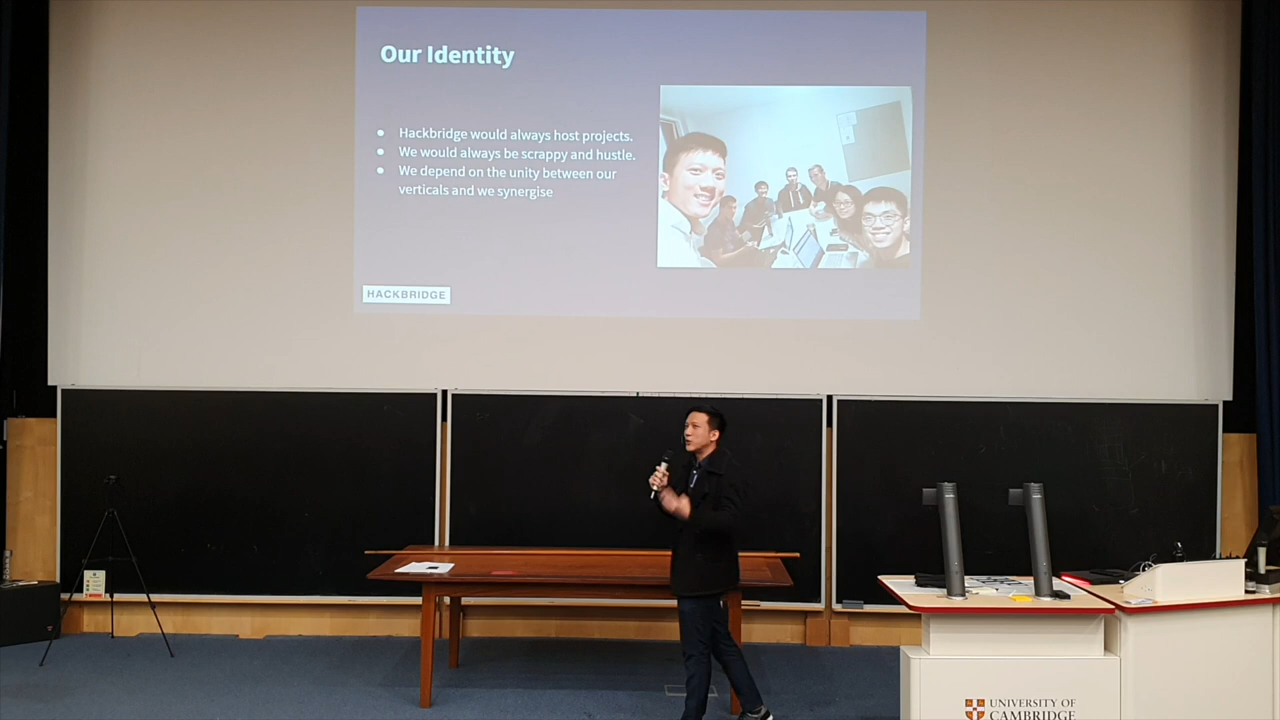 Our Identity
● Hackbridge would always host projects.
● We would always be scrappy and hustle.
● We depend on the unity between our
verticals and we synergise
HACKBRIDGE
UNIVERSITY OF
CAMBRIDGE